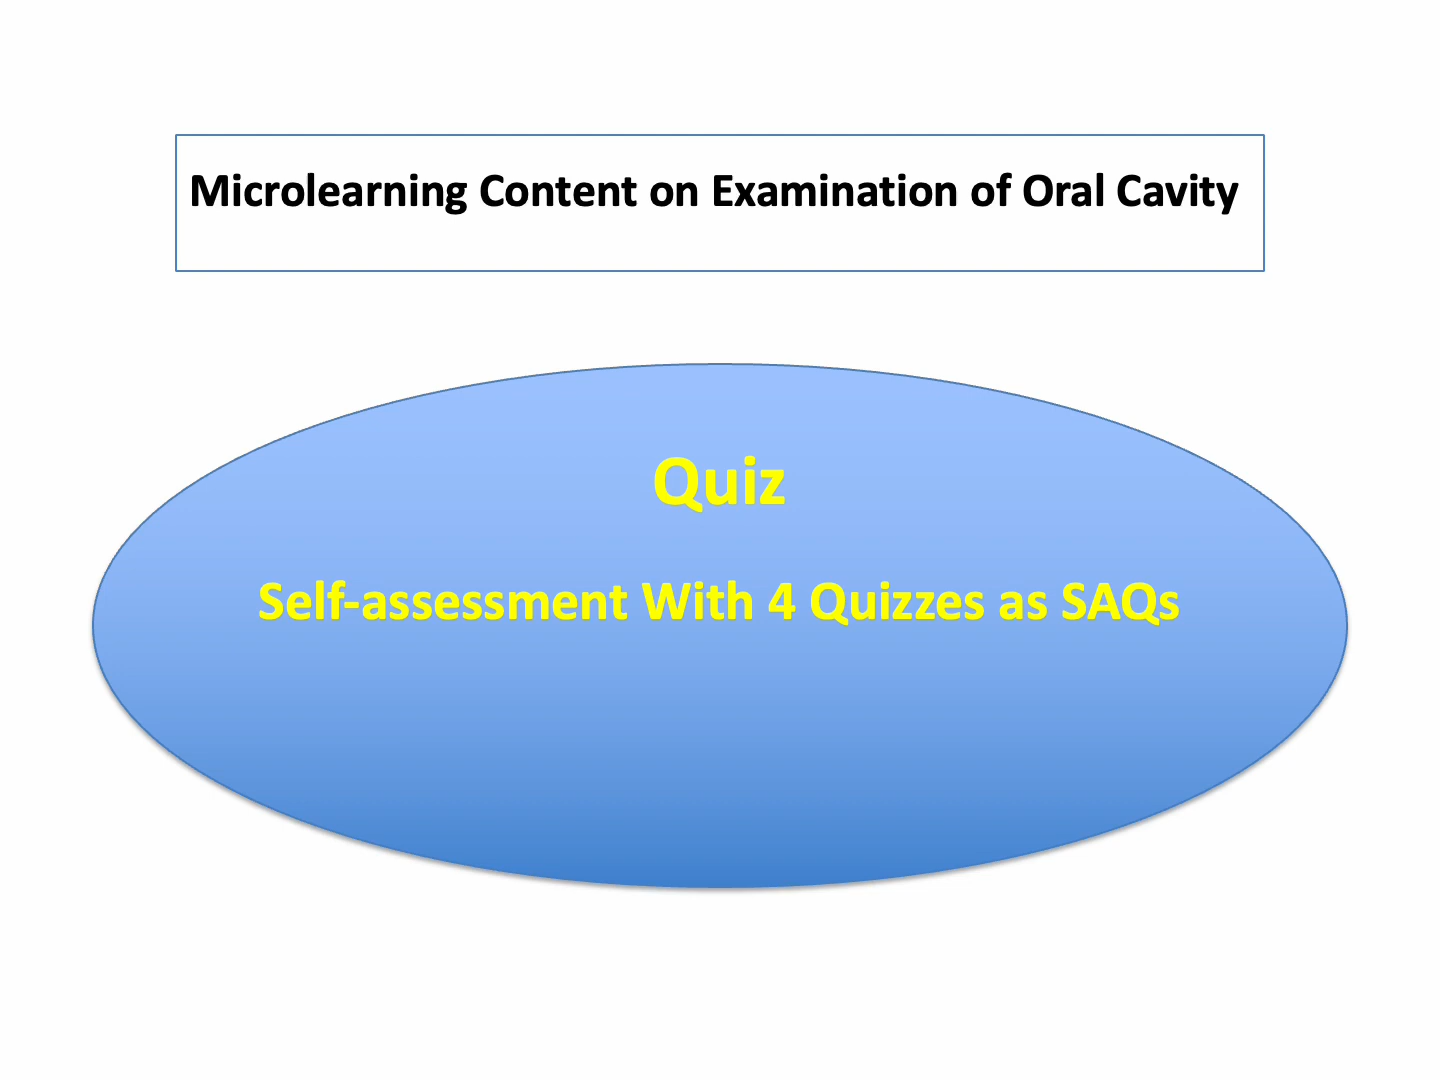 Microlearning Content on Examination of Oral Cavity
Quiz
Self-assessment With 4 Quizzes as SAQs